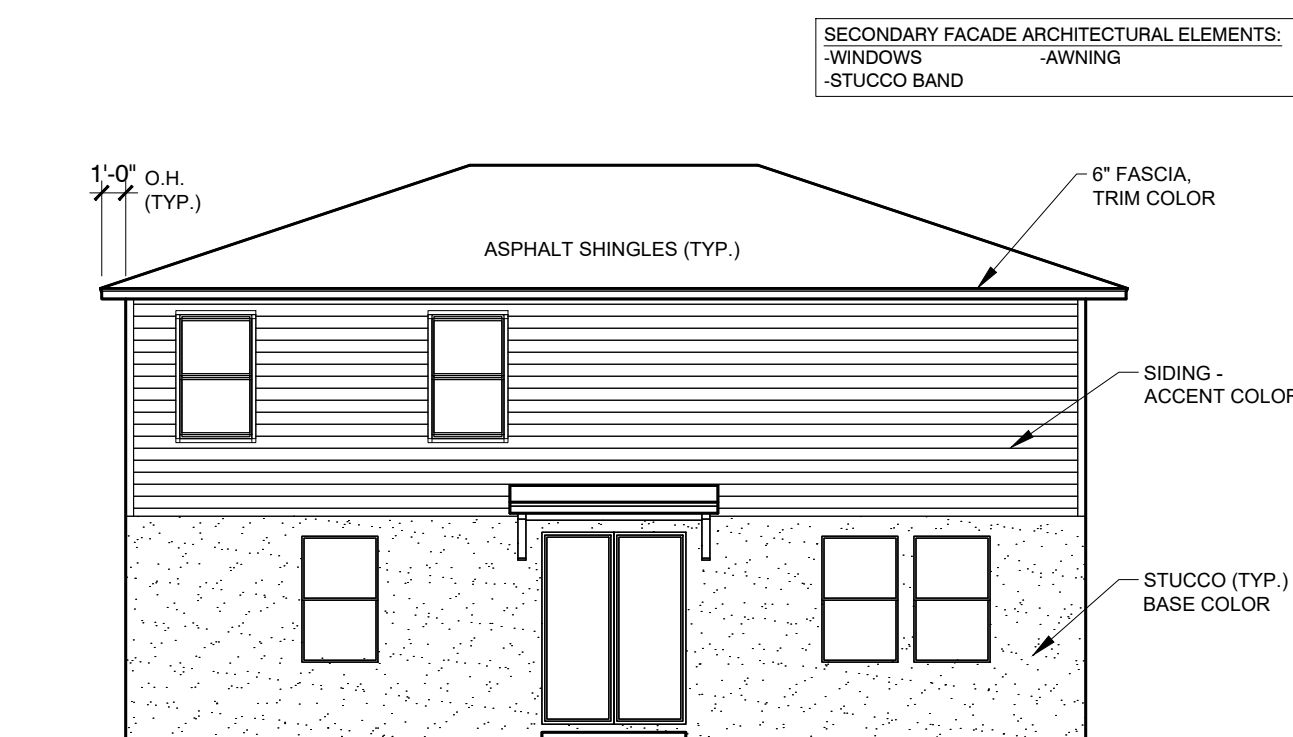 SECONDARY FACADE ARCHITECTURAL ELEMENTS:
-WINDOWS -AWNING
-STUCCO BAND
1'-0" O.H.
(TYP.)
6" FASCIA,
TRIM COLOR
ASPHALT SHINGLES (TYP.)
SIDING -
ACCENT COLOR
STUCCO (TYP.)
BASE COLOR